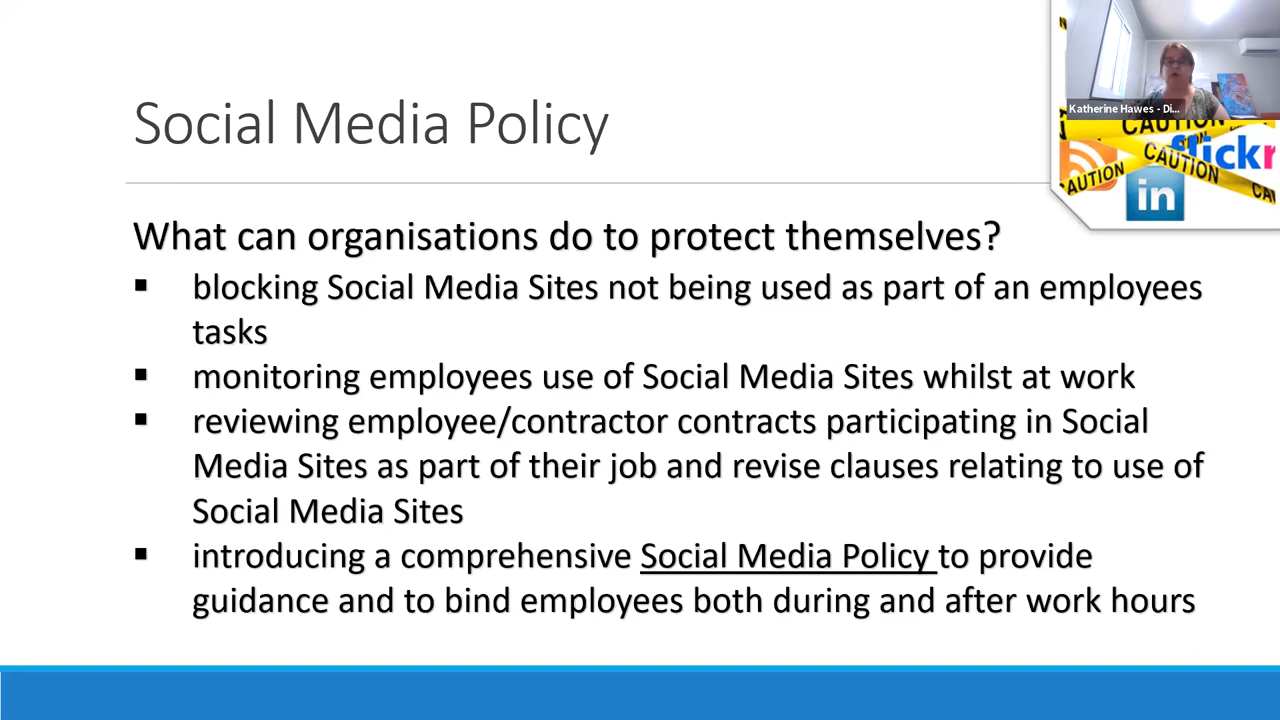 Social Media Policy
Katherine Hawes - Di...
CAUTION
flickr
CAUTION
CAUTION
CA
in
What can organisations do to protect themselves?
blocking Social Media Sites not being used as part of an employees
tasks
monitoring employees use of Social Media Sites whilst at work
reviewing employee/contractor contracts participating in Social
Media Sites as part of their job and revise clauses relating to use of
Social Media Sites
introducing a comprehensive Social Media Policy to provide
guidance and to bind employees both during and after work hours